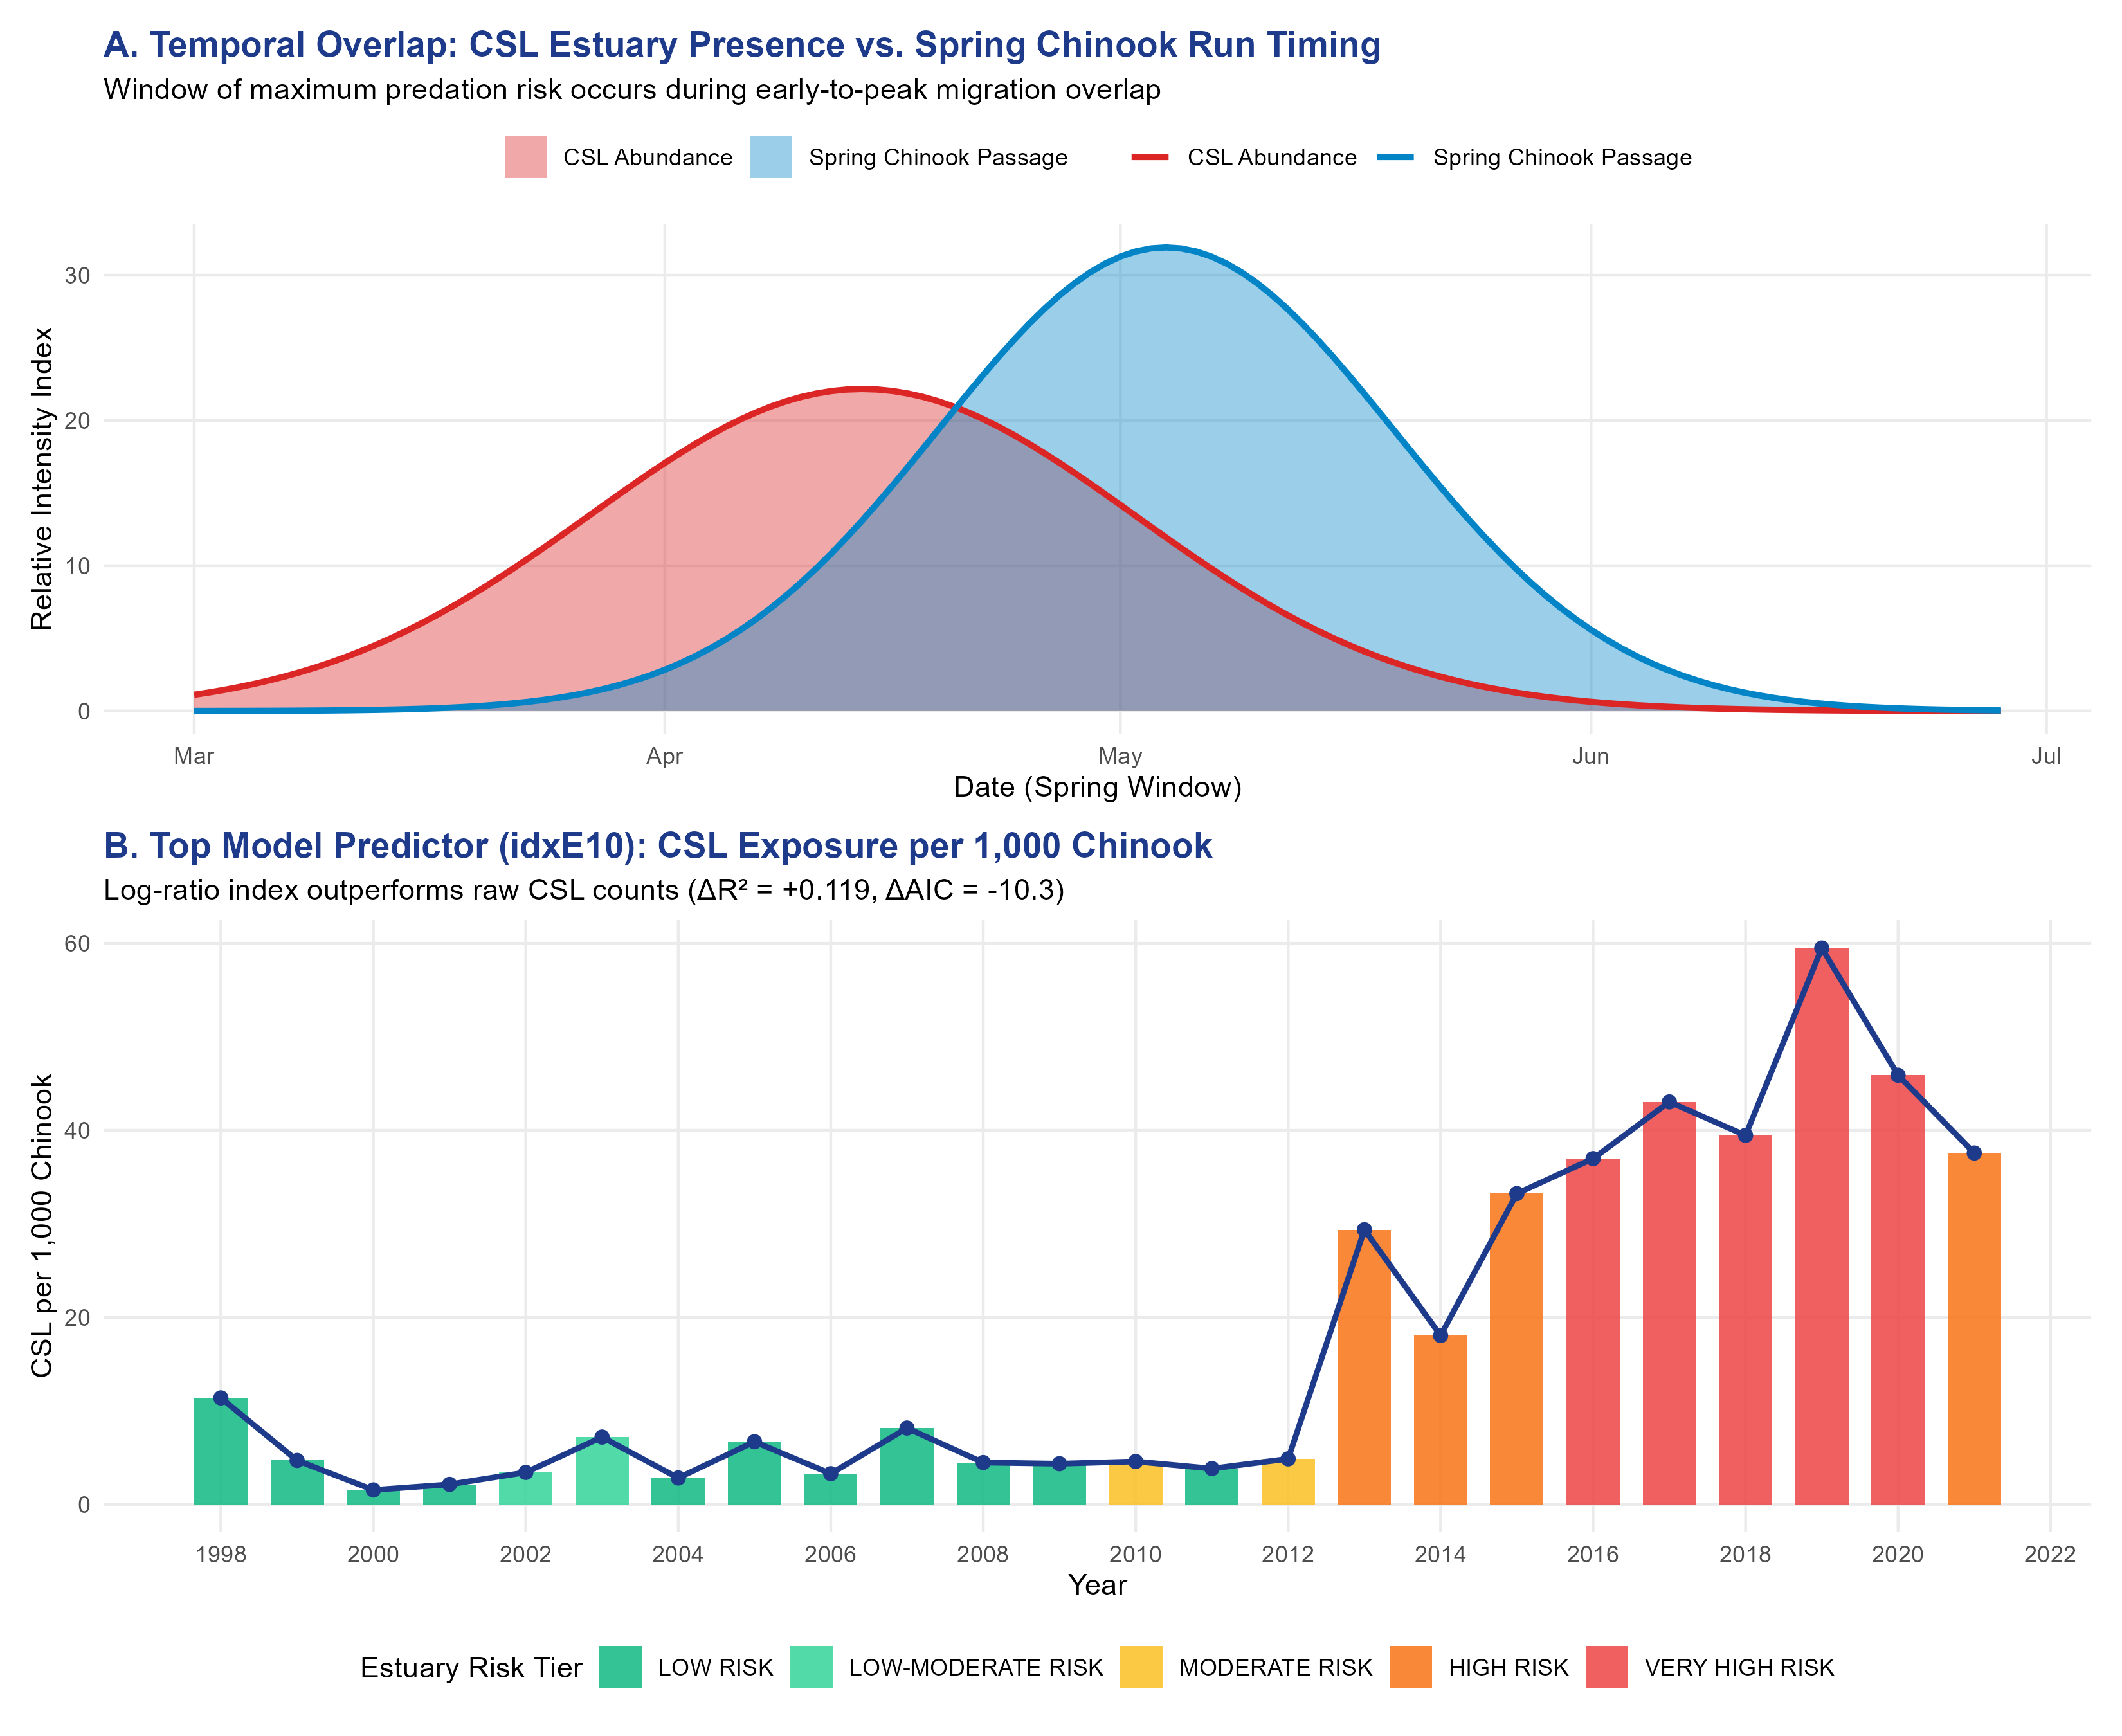 A. Temporal Overlap: CSL Estuary Presence vs. Spring Chinook Run Timing
Window of maximum predation risk occurs during early-to-peak migration overlap
CSL Abundance Spring Chinook Passage CSL Abundance Spring Chinook Passage
Relative Intensity Index
30
20
10
0
Mar Apr May Jun Jul
Date (Spring Window)
B. Top Model Predictor (idxE10): CSL Exposure per 1,000 Chinook
Log-ratio index outperforms raw CSL counts (ΔR² = +0.119, ΔAIC = -10.3)
CSL per 1,000 Chinook
60
40
20
0
1998 2000 2002 2004 2006 2008 2010 2012 2014 2016 2018 2020 2022
Year
Estuary Risk Tier LOW RISK LOW-MODERATE RISK MODERATE RISK HIGH RISK VERY HIGH RISK